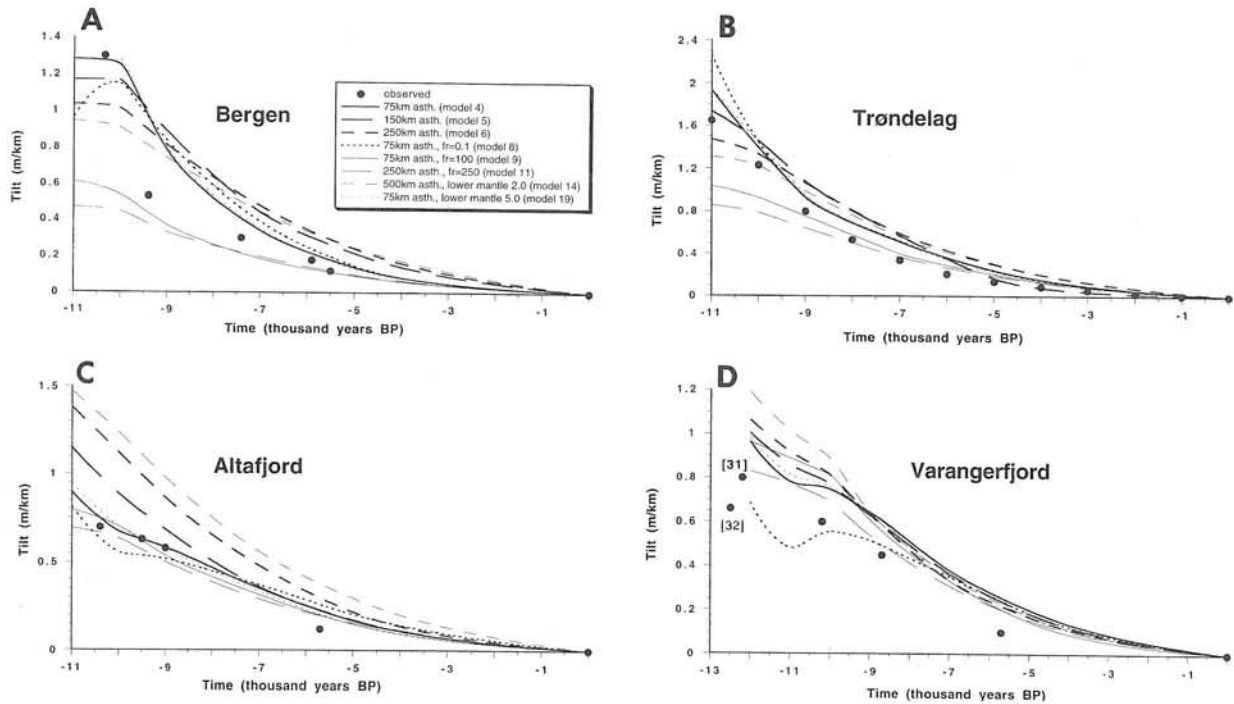 A
Bergen
Tilt (m/km)
1.4
1.2
1
0.8
0.6
0.4
0.2
0
-11
-9
-7
-5
-3
-1
Time (thousand years BP)
observed
75km asth. (model 4)
150km asth. (model 5)
250km asth. (model 6)
75km asth., fr=0.1 (model 8)
75km asth., fr=100 (model 9)
250km asth., fr=250 (model 11)
500km asth., lower mantle 2.0 (model 14)
75km asth., lower mantle 5.0 (model 19)
B
Trøndelag
Tilt (m/km)
2.4
2
1.6
1.2
0.8
0.4
0
-11
-9
-7
-5
-3
-1
Time (thousand years BP)
C
Altafjord
Tilt (m/km)
1.5
1
0.5
0
-11
-9
-7
-5
-3
-1
Time (thousand years BP)
D
Varangerfjord
Tilt (m/km)
1.2
1
0.8
0.6
0.4
0.2
0
[31]
[32]
-13
-11
-9
-7
-5
-3
-1
Time (thousand years BP)